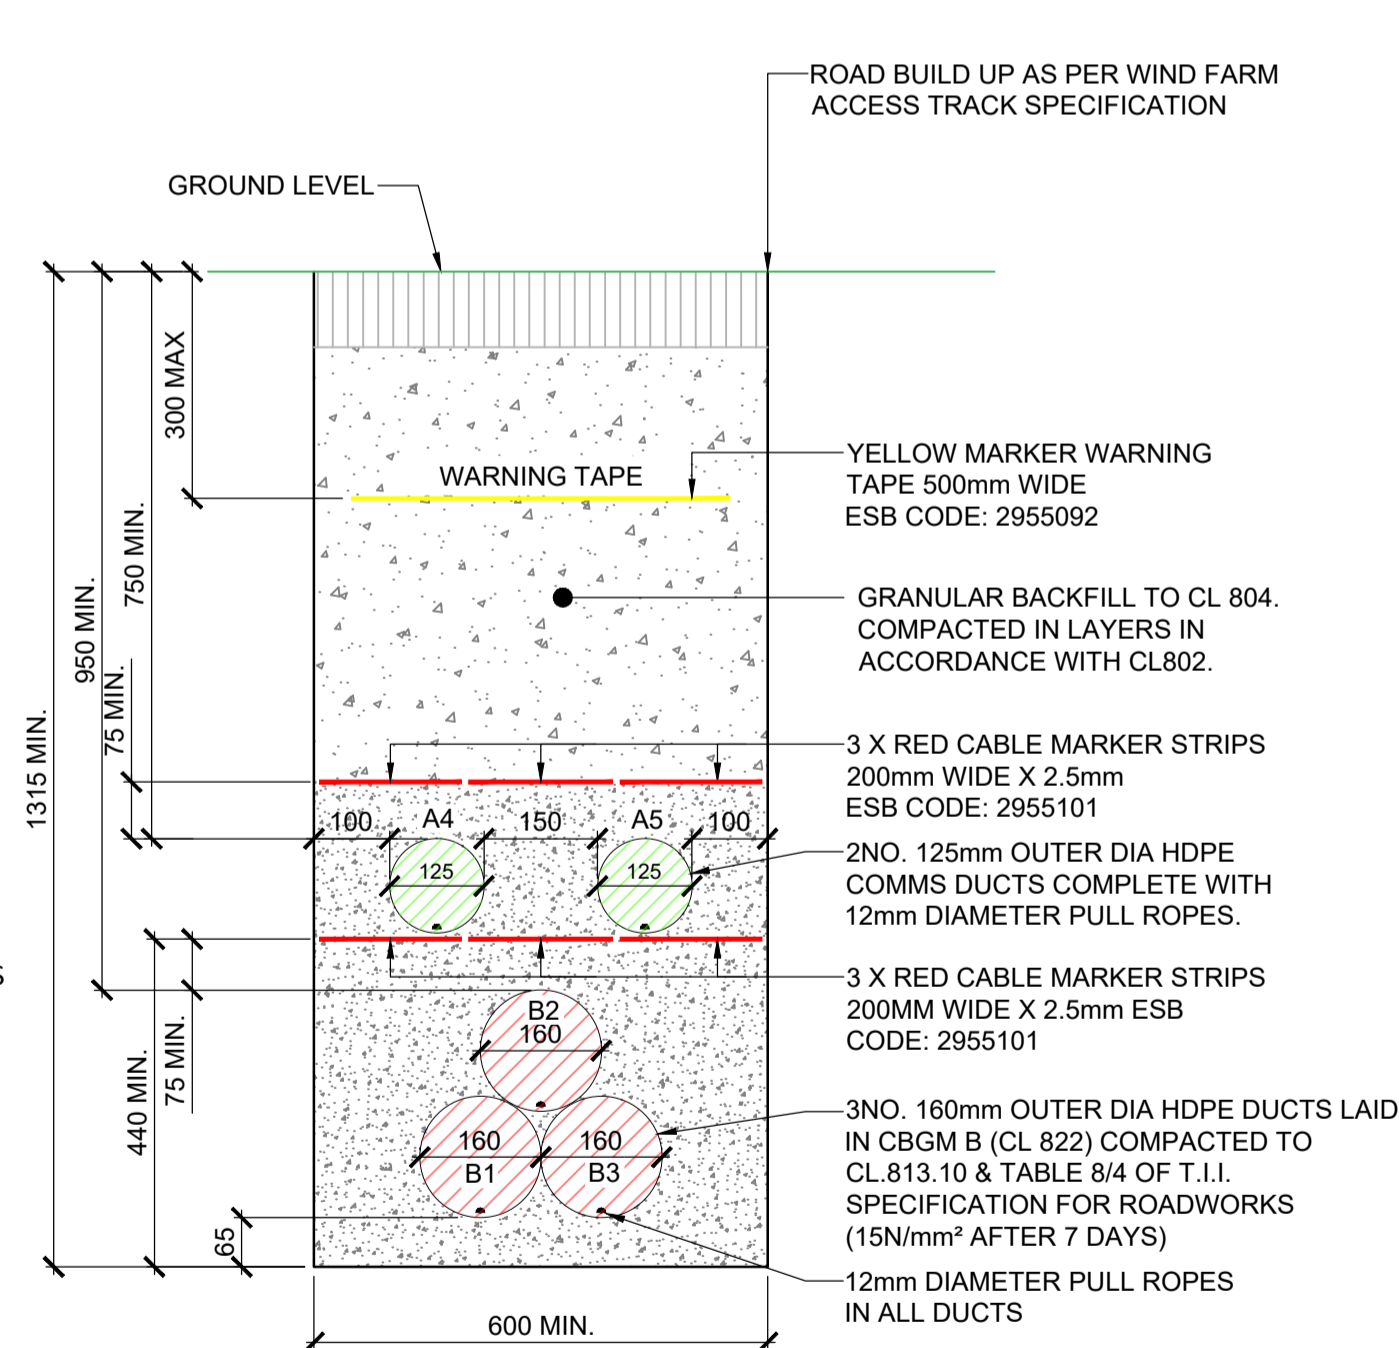 ROAD BUILD UP AS PER WIND FARM
ACCESS TRACK SPECIFICATION
GROUND LEVEL
300 MAX
WARNING TAPE
YELLOW MARKER WARNING
TAPE 500mm WIDE
ESB CODE: 2955092
750 MIN.
950 MIN.
75 MIN.
1315 MIN.
GRANULAR BACKFILL TO CL 804.
COMPACTED IN LAYERS IN
ACCORDANCE WITH CL802.
3 X RED CABLE MARKER STRIPS
200mm WIDE X 2.5mm
ESB CODE: 2955101
100 A4 150 A5 100
125 125
2NO. 125mm OUTER DIA HDPE
COMMS DUCTS COMPLETE WITH
12mm DIAMETER PULL ROPES.
3 X RED CABLE MARKER STRIPS
200MM WIDE X 2.5mm ESB
CODE: 2955101
B2
160
75 MIN.
440 MIN.
160 160
B1 B3
65
3NO. 160mm OUTER DIA HDPE DUCTS LAID
IN CBGM B (CL 822) COMPACTED TO
CL.813.10 & TABLE 8/4 OF T.I.I.
SPECIFICATION FOR ROADWORKS
(15N/mm² AFTER 7 DAYS)
12mm DIAMETER PULL ROPES
IN ALL DUCTS
600 MIN.